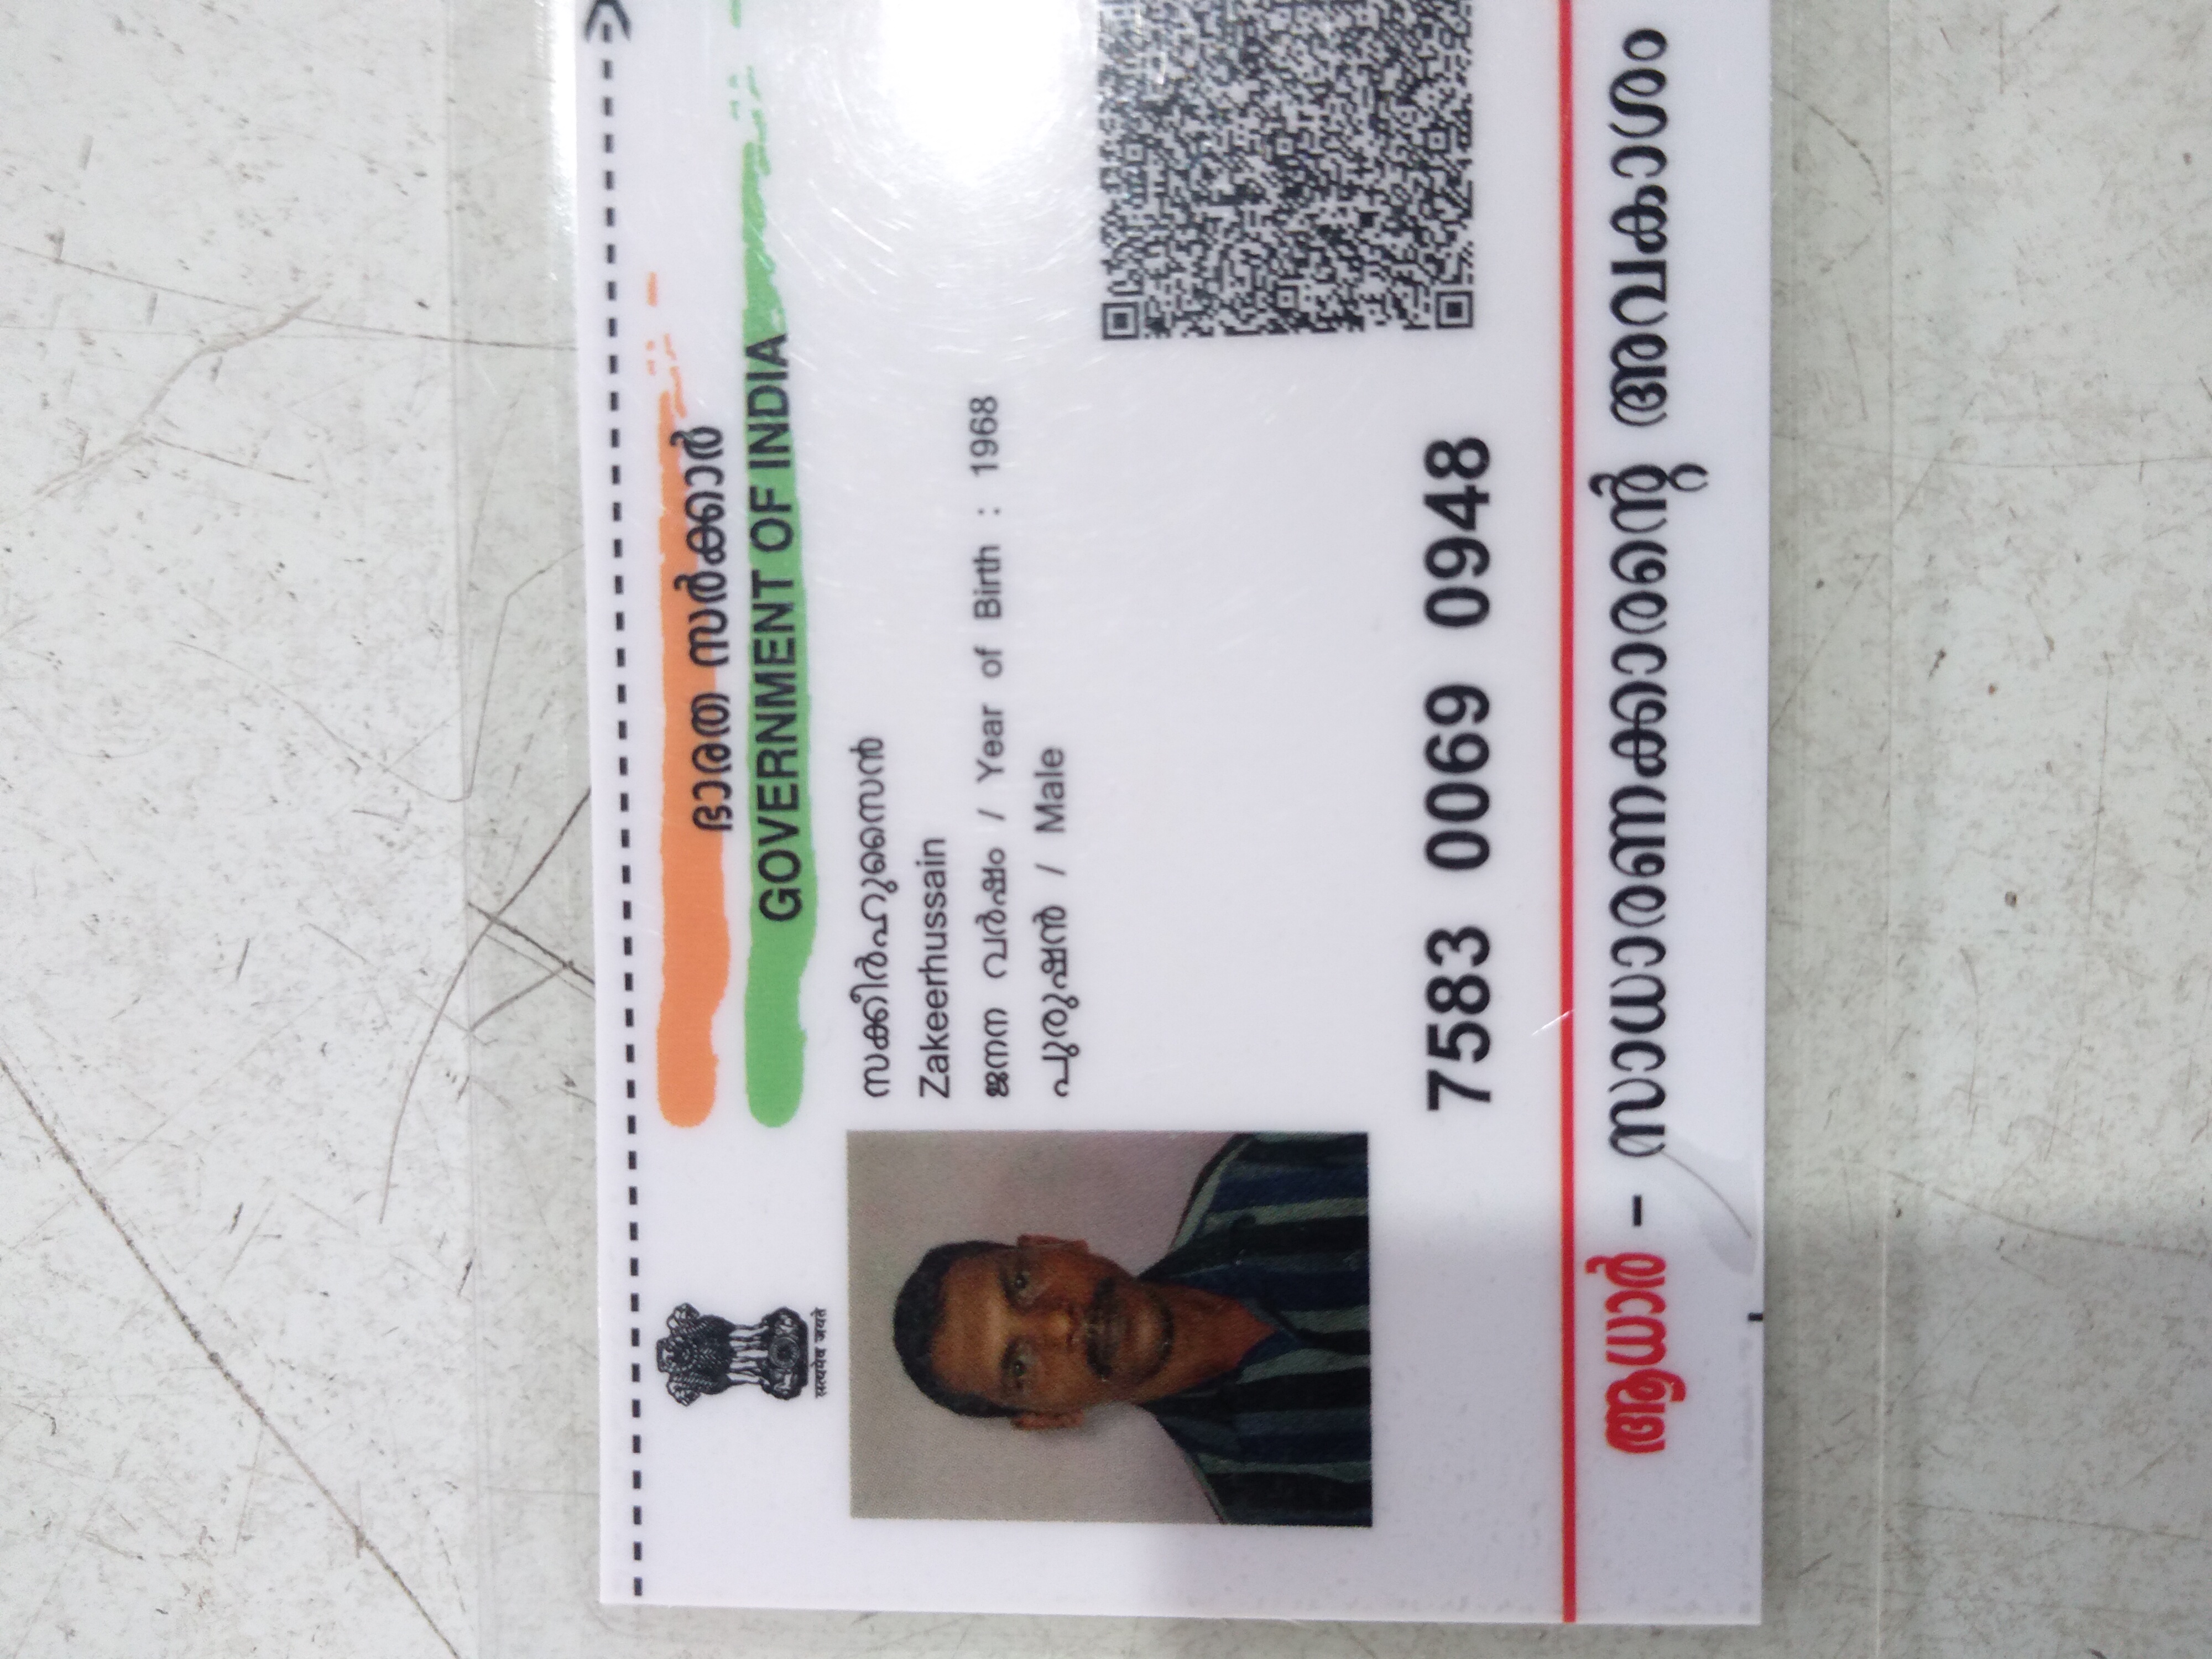 सत्यमेव जयते
ഭാരത സർക്കാർ
GOVERNMENT OF INDIA
സക്കീർഹുസൈൻ
Zakeerhussain
ജനന വർഷം / Year of Birth : 1968
പുരുഷൻ / Male
7583 0069 0948
ആധാർ - സാധാരണക്കാരന്റെ അവകാശം